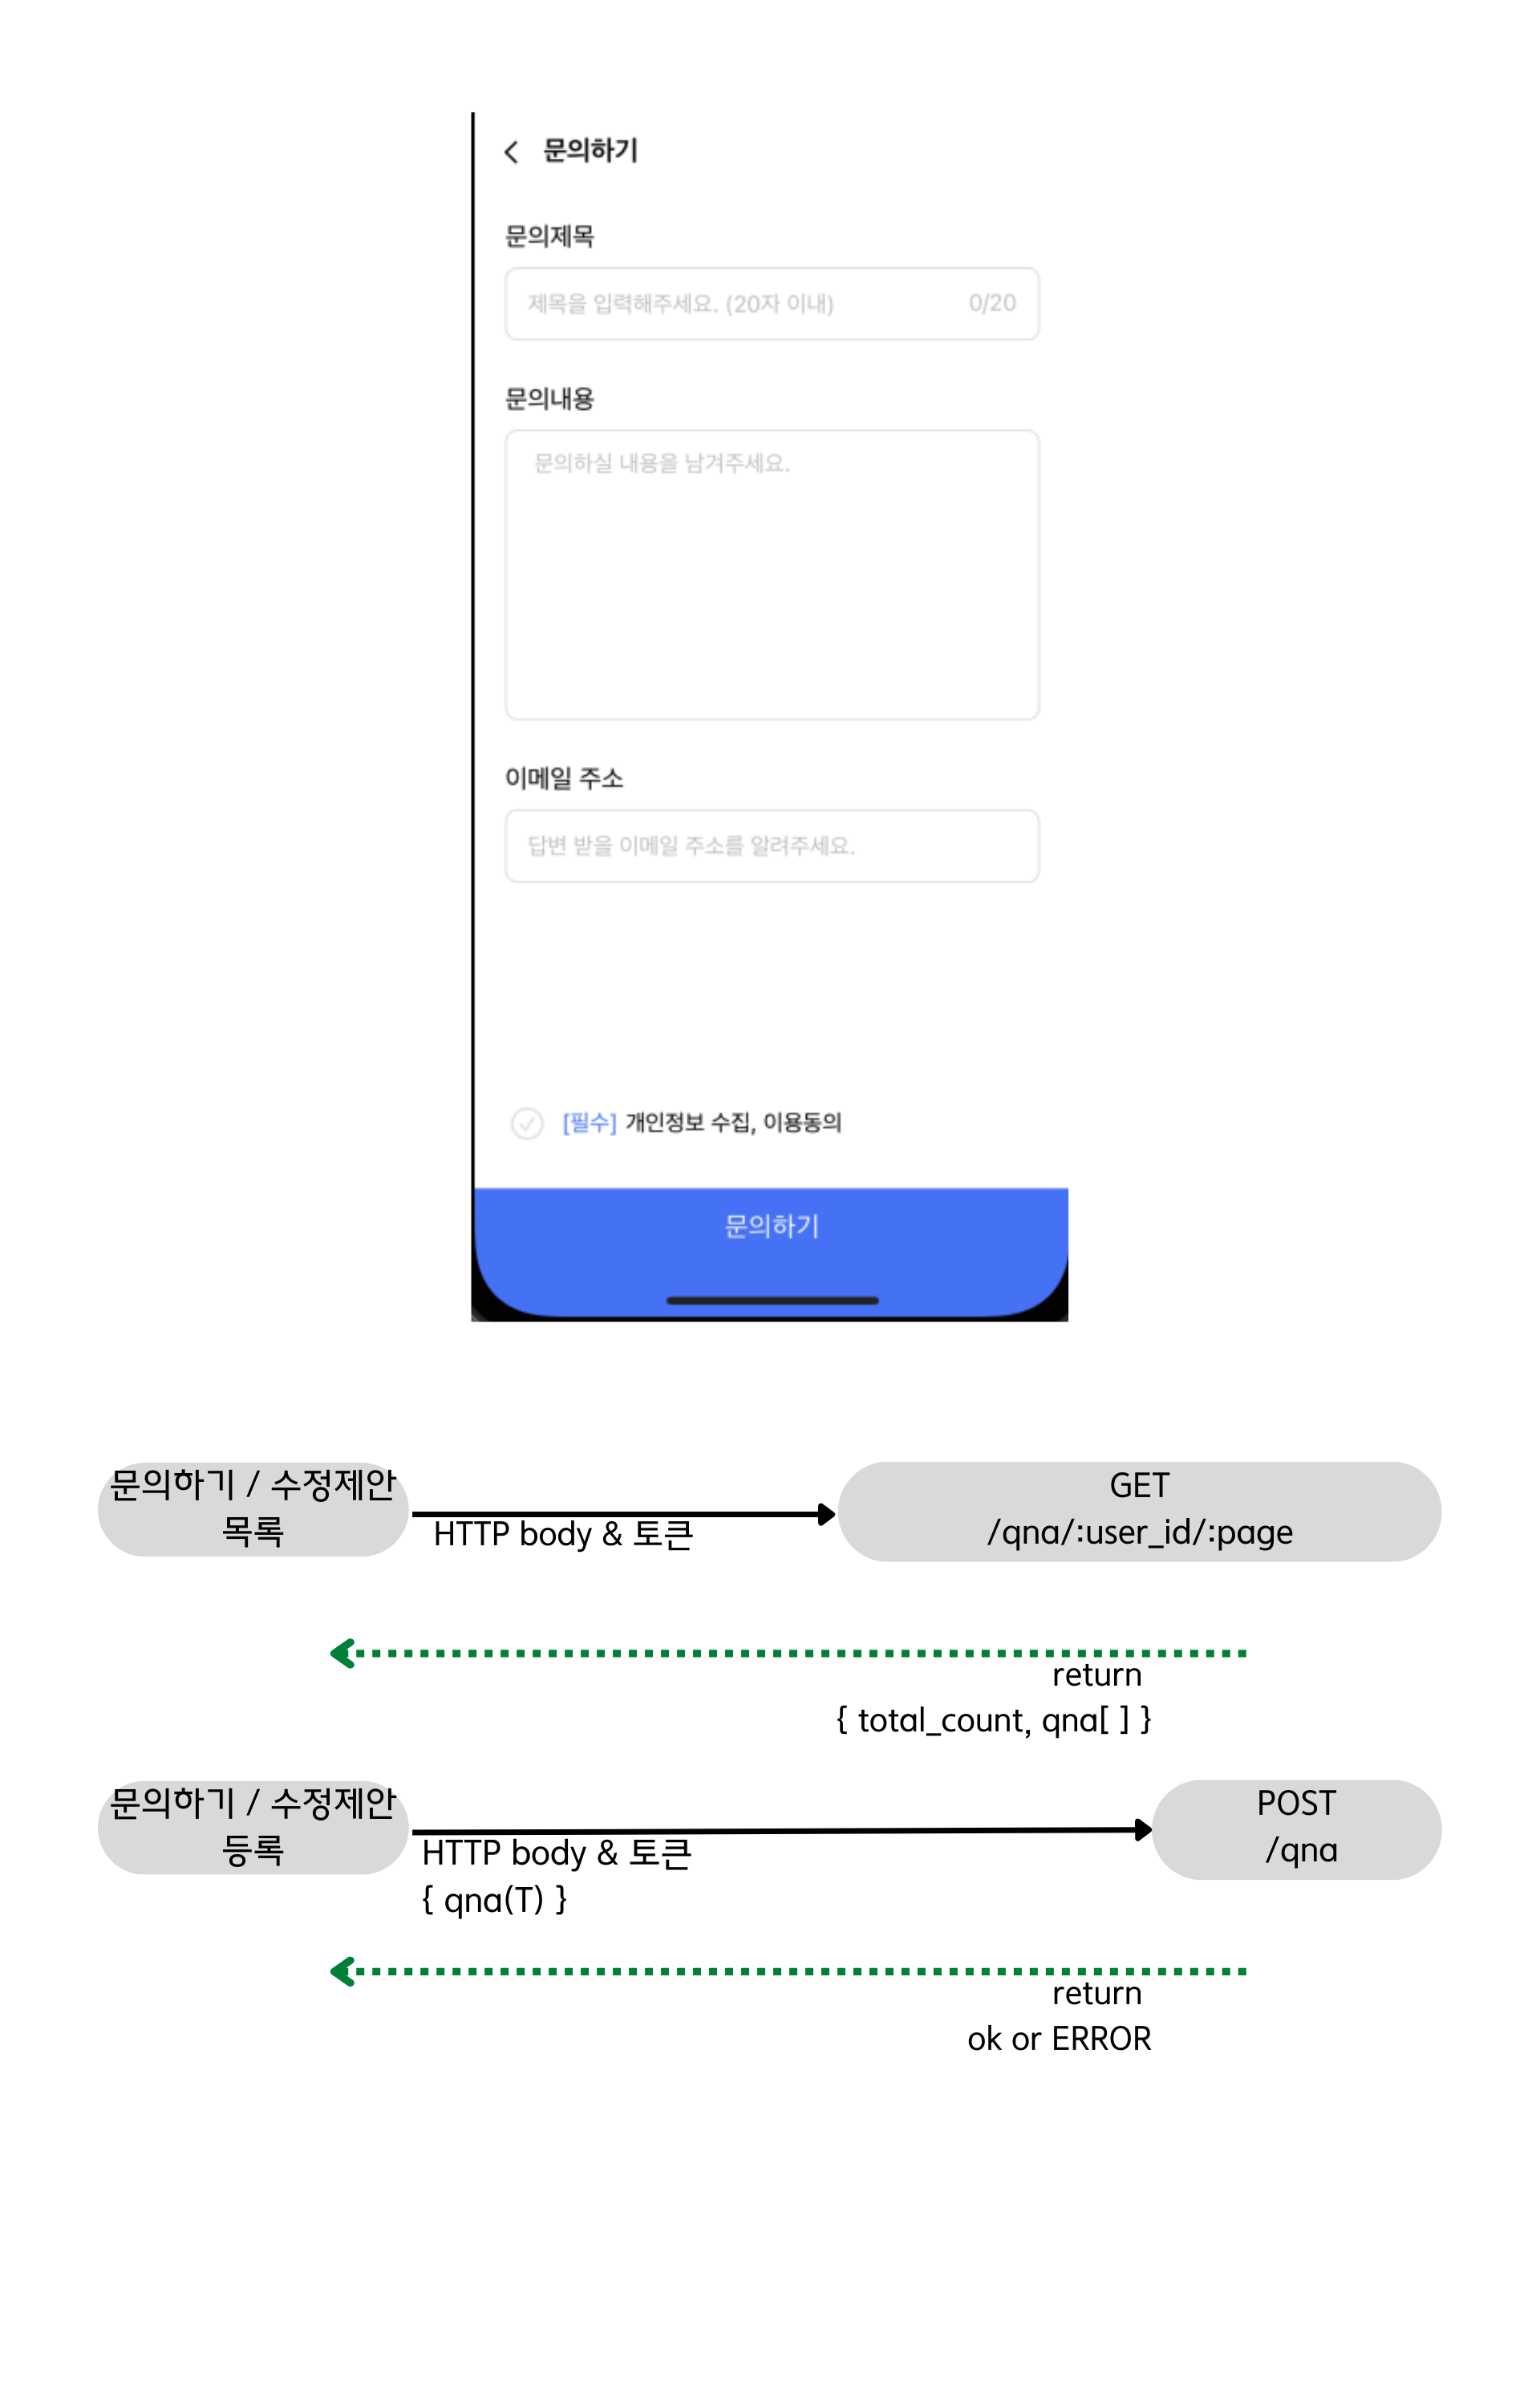 문의하기
문의제목
제목을 입력해주세요. (20자 이내) 0/20
문의내용
문의하실 내용을 남겨주세요.
이메일 주소
답변 받을 이메일 주소를 알려주세요.
[필수] 개인정보 수집, 이용동의
문의하기
문의하기 / 수정제안
목록
HTTP body & 토큰
GET
/qna/:user_id/:page
return
{ total_count, qna[ ] }
문의하기 / 수정제안
등록
HTTP body & 토큰
{ qna(T) }
POST
/qna
return
ok or ERROR